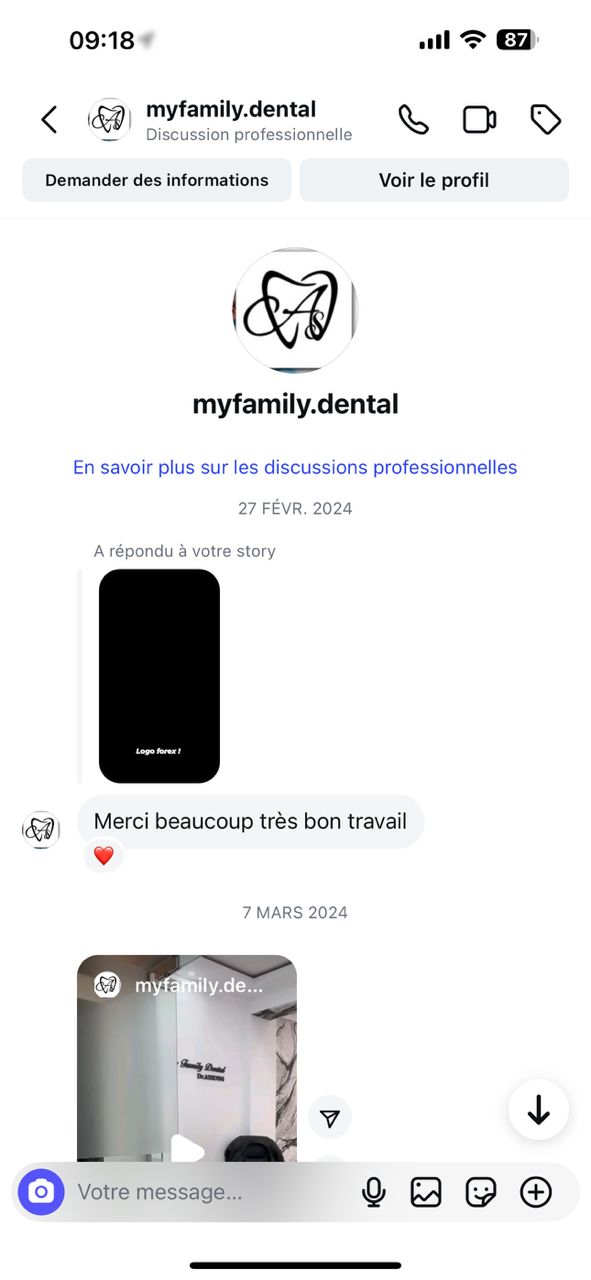 09:18
87
myfamily.dental
Discussion professionnelle
Demander des informations
Voir le profil
As
myfamily.dental
En savoir plus sur les discussions professionnelles
27 FÉVR. 2024
A répondu à votre story
Logo forex !
Merci beaucoup très bon travail
7 MARS 2024
myfamily.de...
Family Dental
Votre message...